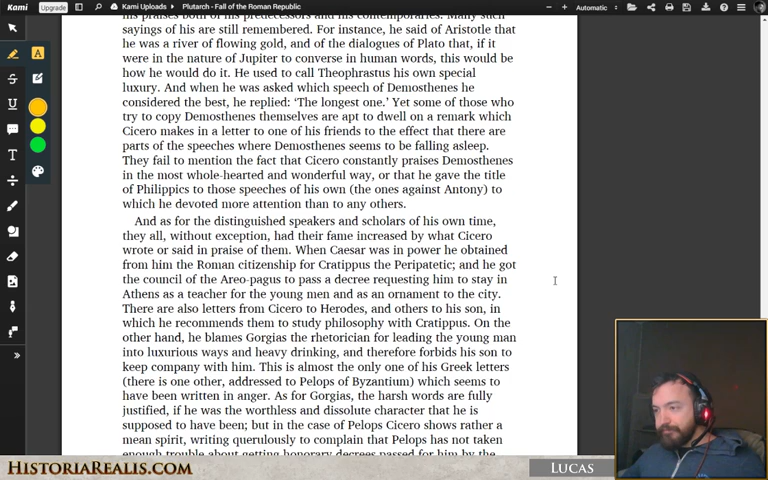 Kami
Upgrade
Kami Uploads > Plutarch - Fall of the Roman Republic
Automatic
his praises both of his predecessors and his contemporaries. Many such
sayings of his are still remembered. For instance, he said of Aristotle that
he was a river of flowing gold, and of the dialogues of Plato that, if it
were in the nature of Jupiter to converse in human words, this would be
how he would do it. He used to call Theophrastus his own special
luxury. And when he was asked which speech of Demosthenes he
considered the best, he replied: ‘The longest one.’ Yet some of those who
try to copy Demosthenes themselves are apt to dwell on a remark which
Cicero makes in a letter to one of his friends to the effect that there are
parts of the speeches where Demosthenes seems to be falling asleep.
They fail to mention the fact that Cicero constantly praises Demosthenes
in the most whole-hearted and wonderful way, or that he gave the title
of Philippics to those speeches of his own (the ones against Antony) to
which he devoted more attention than to any others.
And as for the distinguished speakers and scholars of his own time,
they all, without exception, had their fame increased by what Cicero
wrote or said in praise of them. When Caesar was in power he obtained
from him the Roman citizenship for Cratippus the Peripatetic; and he got
the council of the Areo-pagus to pass a decree requesting him to stay in
Athens as a teacher for the young men and as an ornament to the city.
There are also letters from Cicero to Herodes, and others to his son, in
which he recommends them to study philosophy with Cratippus. On the
other hand, he blames Gorgias the rhetorician for leading the young man
into luxurious ways and heavy drinking, and therefore forbids his son to
keep company with him. This is almost the only one of his Greek letters
(there is one other, addressed to Pelops of Byzantium) which seems to
have been written in anger. As for Gorgias, the harsh words are fully
justified, if he was the worthless and dissolute character that he is
supposed to have been; but in the case of Pelops Cicero shows rather a
mean spirit, writing querulously to complain that Pelops has not taken
enough trouble about getting honorary decrees passed for him by the
HISTORIAREALIS.COM
LUCAS